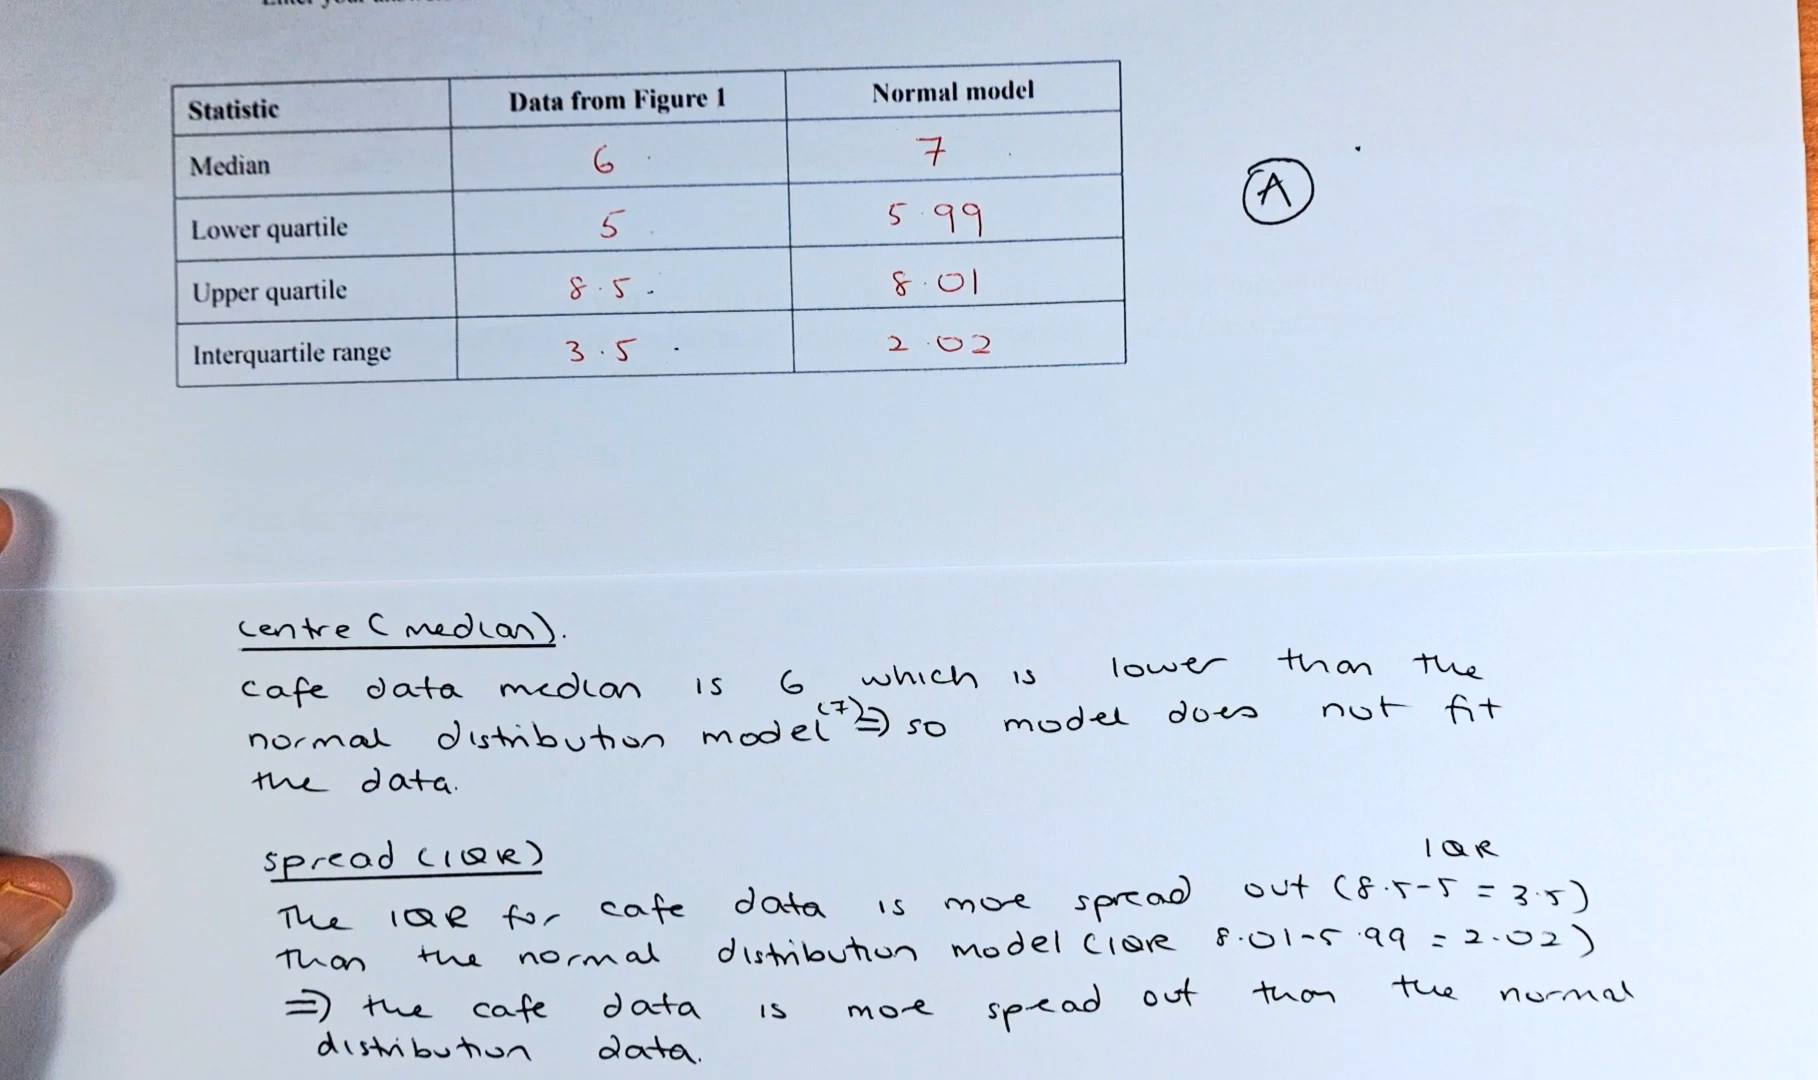 Enter your answers
Statistic Data from Figure 1 Normal model
Median 6 7
Lower quartile 5 5.99
Upper quartile 8.5 8.01
Interquartile range 3.5 2.02
A
centre (median).
cafe data median is 6 which is lower than the
normal distribution model (7) ⇒ so model does not fit
the data.
spread (IQR)
IQR
The IQR for cafe data is more spread out (8.5-5 = 3.5)
than the normal distribution model (IQR 8.01-5.99 = 2.02)
⇒ the cafe data is more spread out than the normal
distribution data.